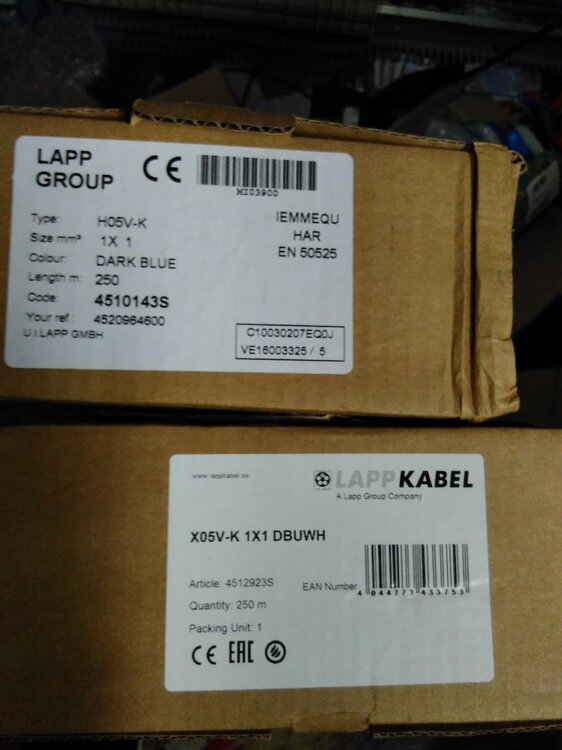 LAPP
GROUP
CE
MI03900
Type: H05V-K
Size mm². 1X 1
Colour: DARK BLUE
Length m: 250
Code: 4510143S
Your ref.: 4520964600
U.I.LAPP GMBH
IEMMEQU
HAR
EN 50525
C10030207EQ0J
VE16003325 / 5
www.lappkabel.de
LAPP KABEL
A Lapp Group Company
X05V-K 1X1 DBUWH
Article: 4512923S
EAN Number
4 044773 433753
Quantity: 250 m
Packing Unit: 1
CE EAC